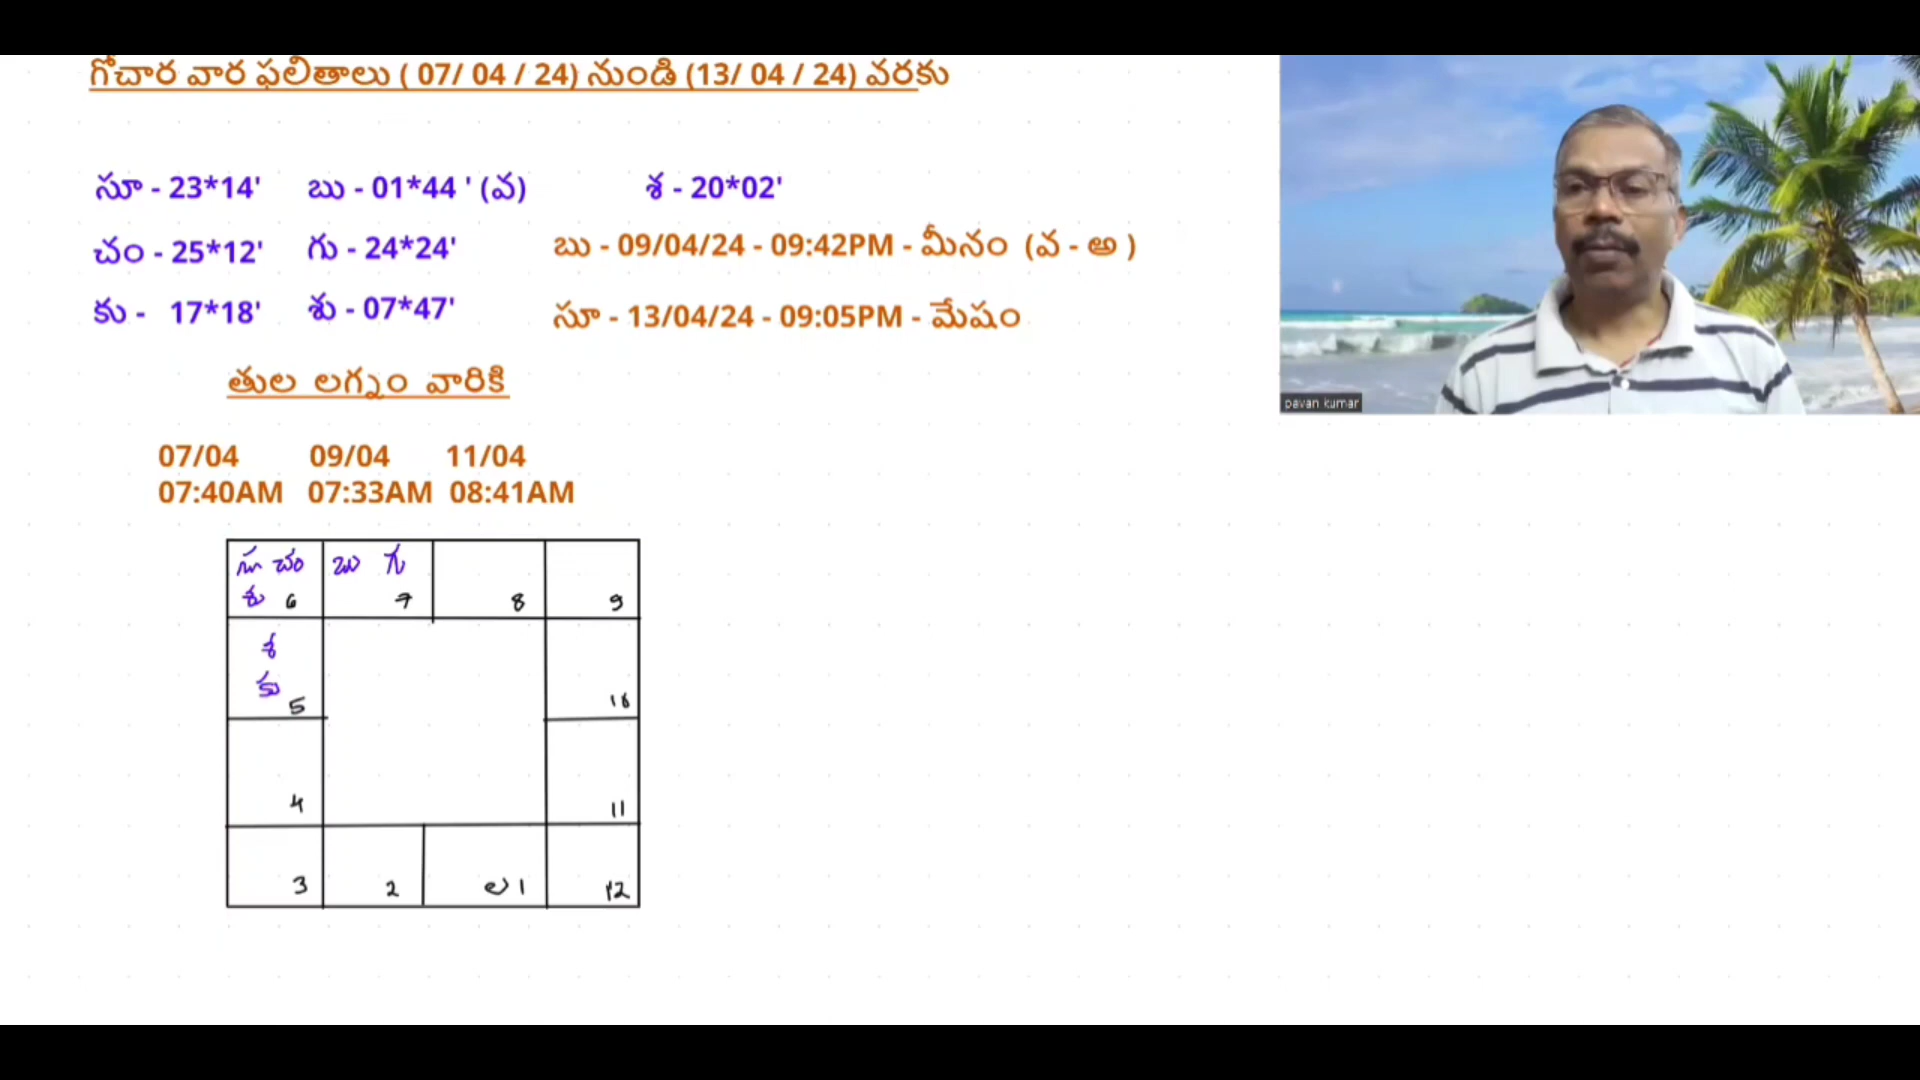 గోచార వార ఫలితాలు ( 07/ 04 / 24) నుండి (13/ 04 / 24) వరకు
సూ - 23*14' బు - 01*44 ' (వ) శ - 20*02'
చం - 25*12' గు - 24*24' బు - 09/04/24 - 09:42PM - మీనం (వ - అ )
కు - 17*18' శు - 07*47' సూ - 13/04/24 - 09:05PM - మేషం
pavan kumar
తుల లగ్నం వారికి
07/04 09/04 11/04
07:40AM 07:33AM 08:41AM
సూ చం బు గు
శు 6 7 8 9
శ
కు 5 10
4 11
3 2 ల 1 12